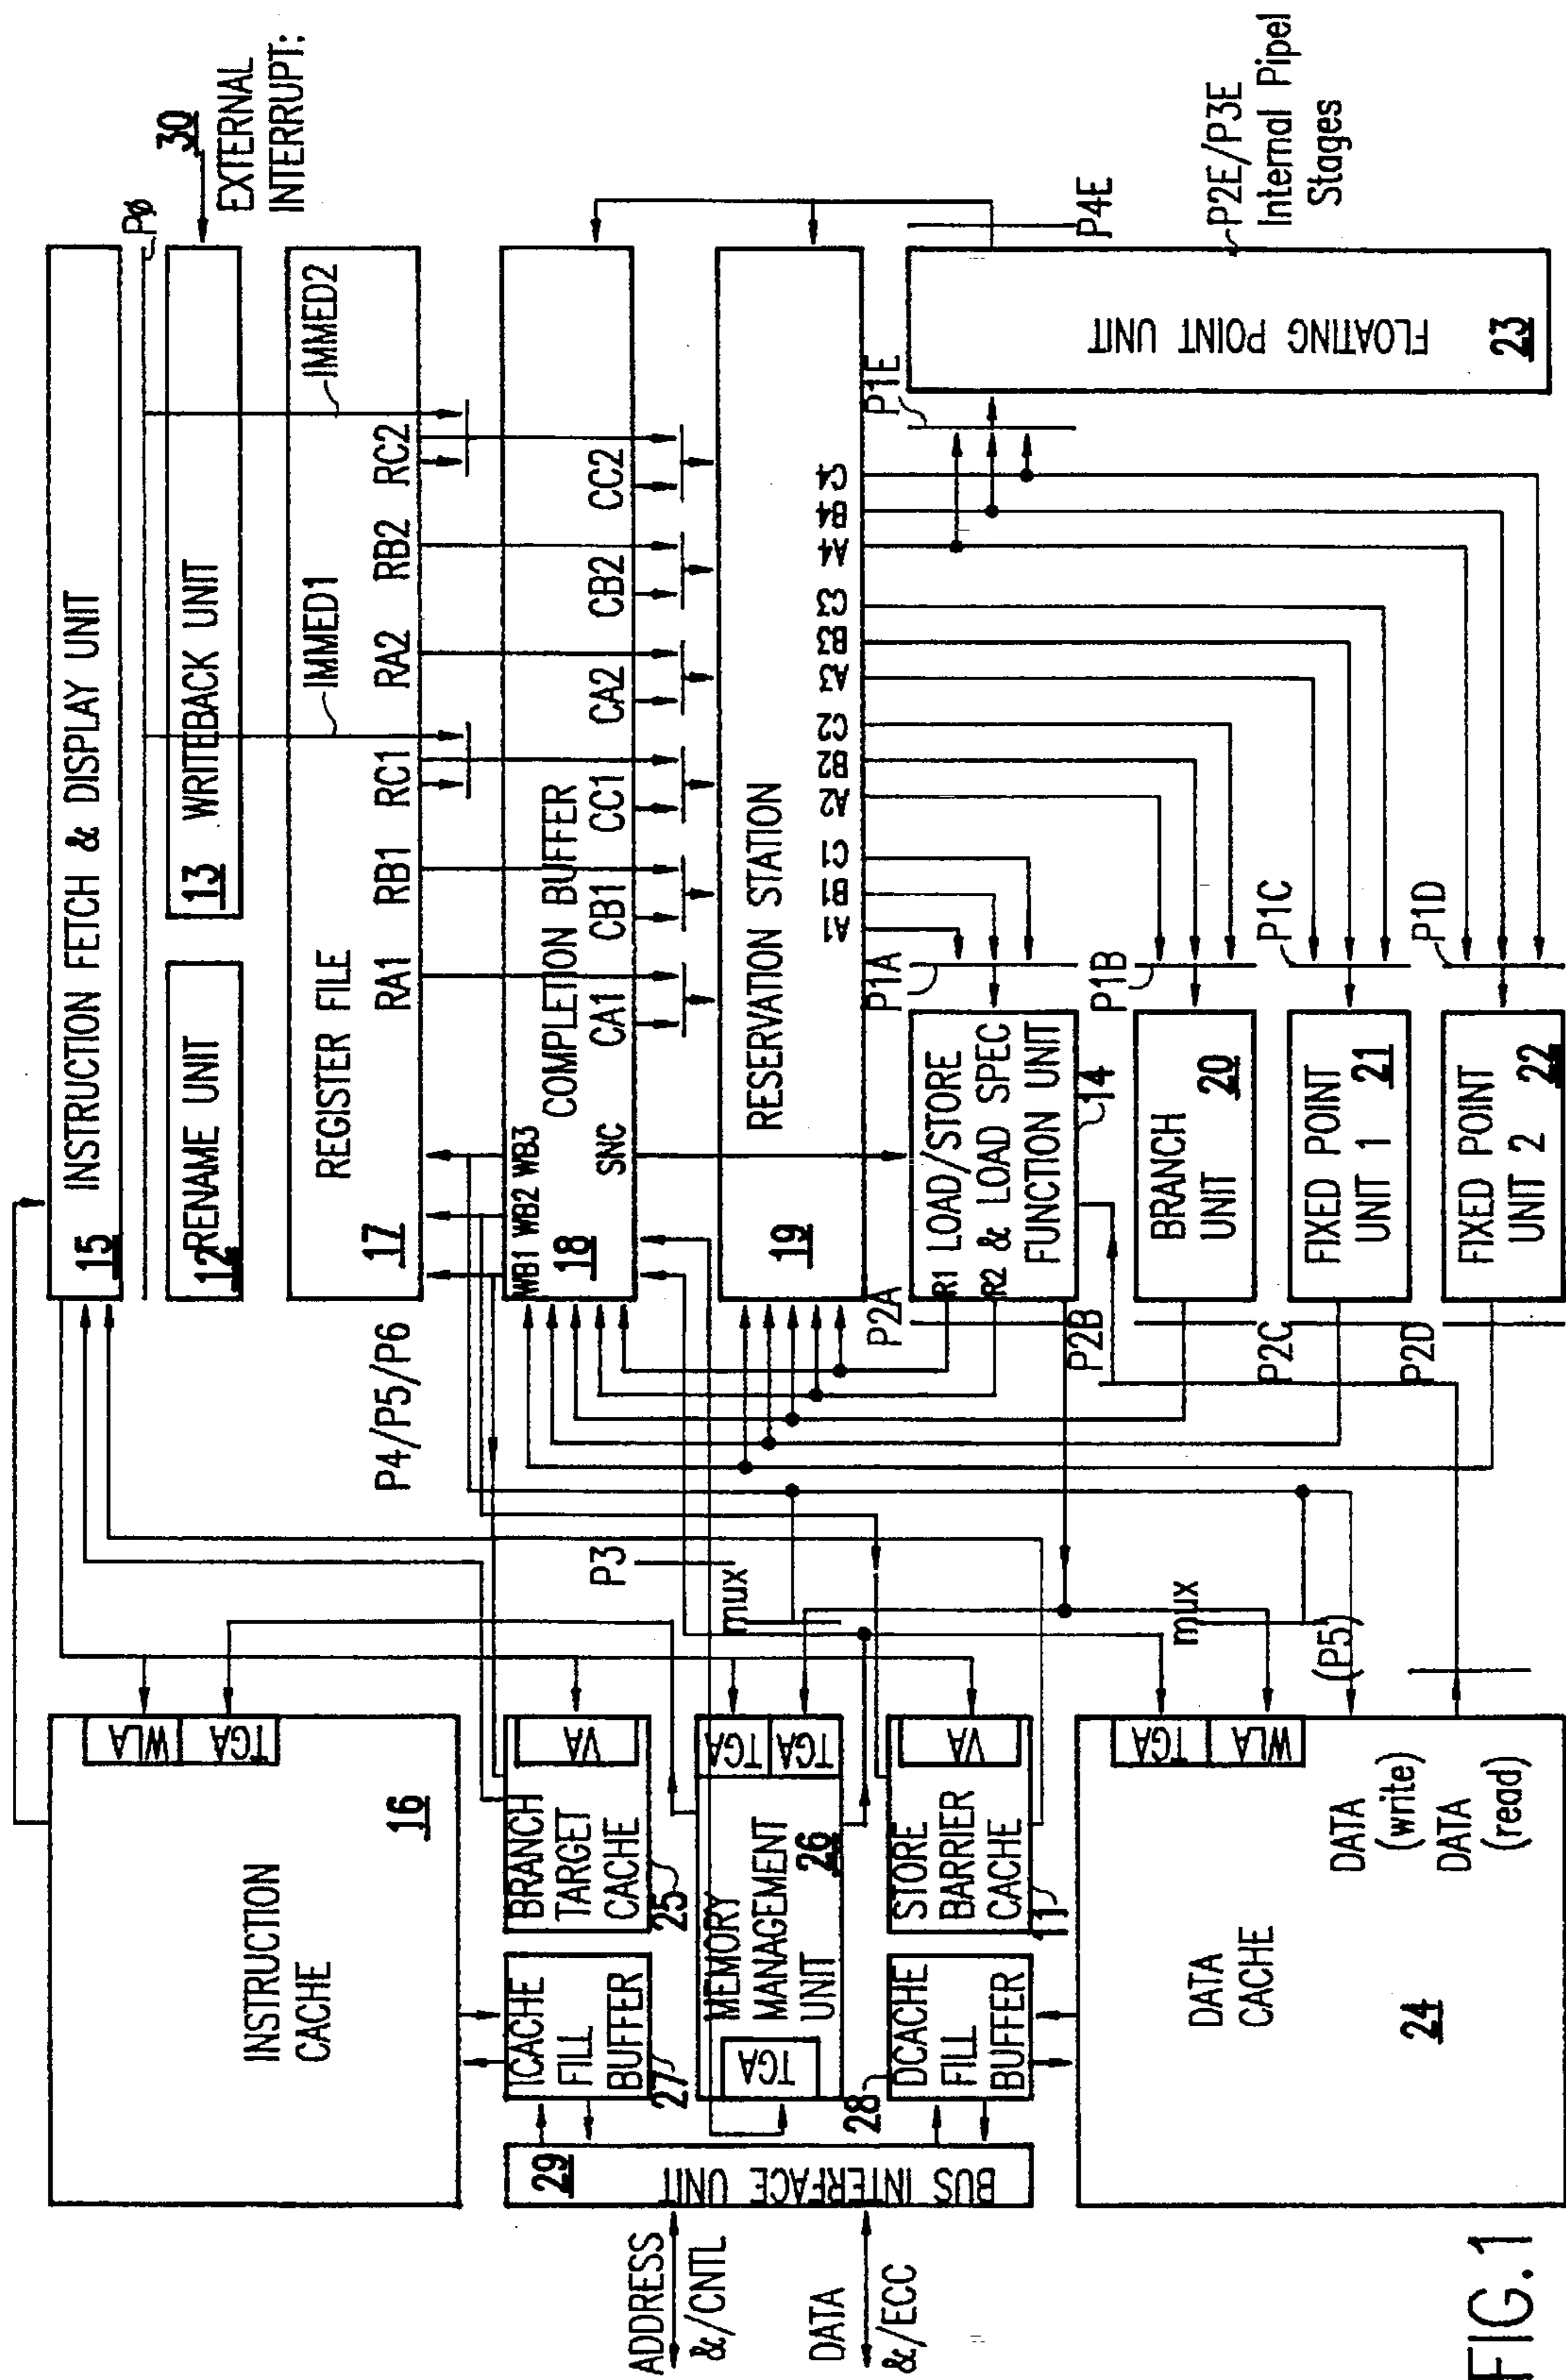 INSTRUCTION FETCH & DISPLAY UNIT
15
PØ
RENAME UNIT
12
13 WRITEBACK UNIT
30
EXTERNAL
INTERRUPT:
REGISTER FILE
17
IMMED1
IMMED2
RA1
RB1
RC1
RA2
RB2
RC2
P4/P5/P6
WB1 WB2 WB3
COMPLETION BUFFER
18
SNC
CA1
CB1
CC1
CA2
CB2
CC2
RESERVATION STATION
19
A1
B1
C1
A2
B2
C2
A3
B3
C3
A4
B4
C4
P1E
P4E
P2A
P1A
R1 LOAD/STORE
R2 & LOAD SPEC
FUNCTION UNIT
14
P2B
P1B
BRANCH
UNIT
20
P2C
P1C
FIXED POINT
UNIT 1
21
P2D
P1D
FIXED POINT
UNIT 2
22
FLOATING POINT UNIT
23
P2E/P3E
Internal Pipel
Stages
INSTRUCTION
CACHE
16
WLA
TGA
BRANCH
TARGET
CACHE
25
VA
ICACHE
FILL
BUFFER
27
MEMORY
MANAGEMENT
UNIT
26
TGA
TGA
TGA
P3
mux
STORE
BARRIER
CACHE
11
VA
DCACHE
FILL
BUFFER
28
BUS INTERFACE UNIT
29
ADDRESS
&/CNTL
DATA
&/ECC
DATA
CACHE
24
TGA
WLA
mux
(P5)
DATA
(write)
DATA
(read)
FIG.1